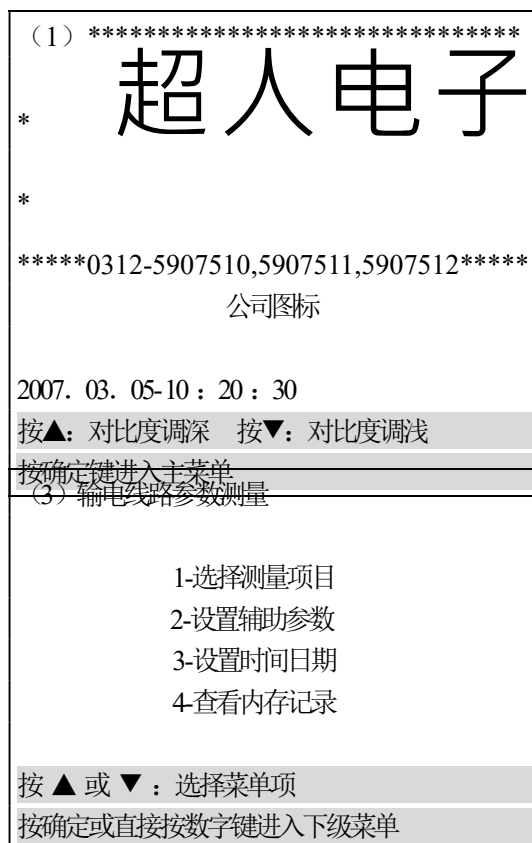 （1）*******************************
超人电子
*
*
*****0312-5907510,5907511,5907512*****
公司图标
2007．03．05-10：20：30
按▲：对比度调深 按▼：对比度调浅
按确定键进入主菜单
（3）输电线路参数测量
1-选择测量项目
2-设置辅助参数
3-设置时间日期
4-查看内存记录
按 ▲ 或 ▼ ：选择菜单项
按确定或直接按数字键进入下级菜单